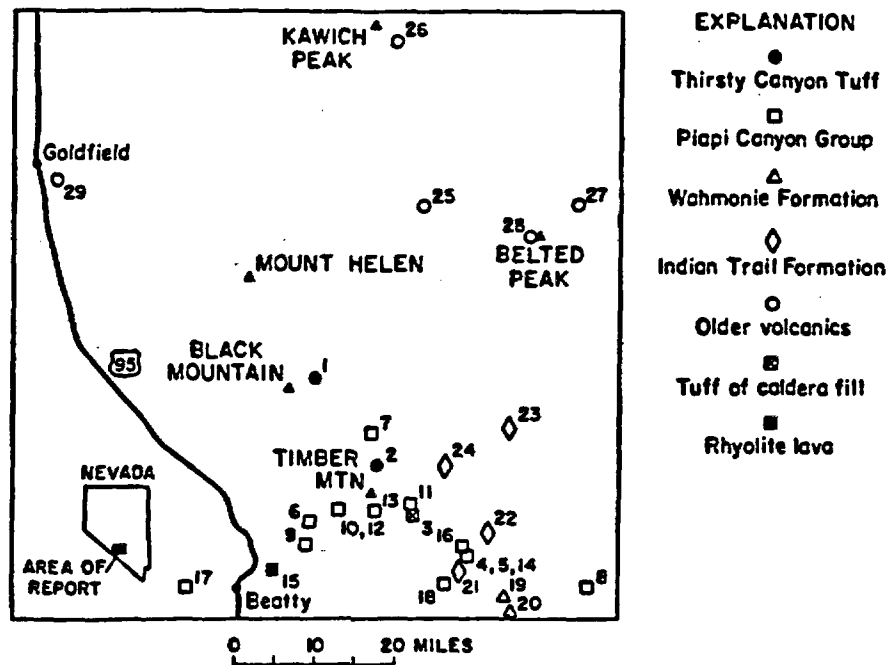 KAWICH
PEAK
26
Goldfield
29
25
27
28
BELTED
PEAK
MOUNT HELEN
BLACK
MOUNTAIN
1
95
7
23
TIMBER
MTN
2
24
NEVADA
6
13
11
10, 12
3
9
16
22
AREA OF
REPORT
17
15
4, 5, 14
Beatty
18
21
19
8
20
0 10 20 MILES
EXPLANATION
Thirsty Canyon Tuff
Piapi Canyon Group
Wahmonie Formation
Indian Trail Formation
Older volcanics
Tuff of caldera fill
Rhyolite lava